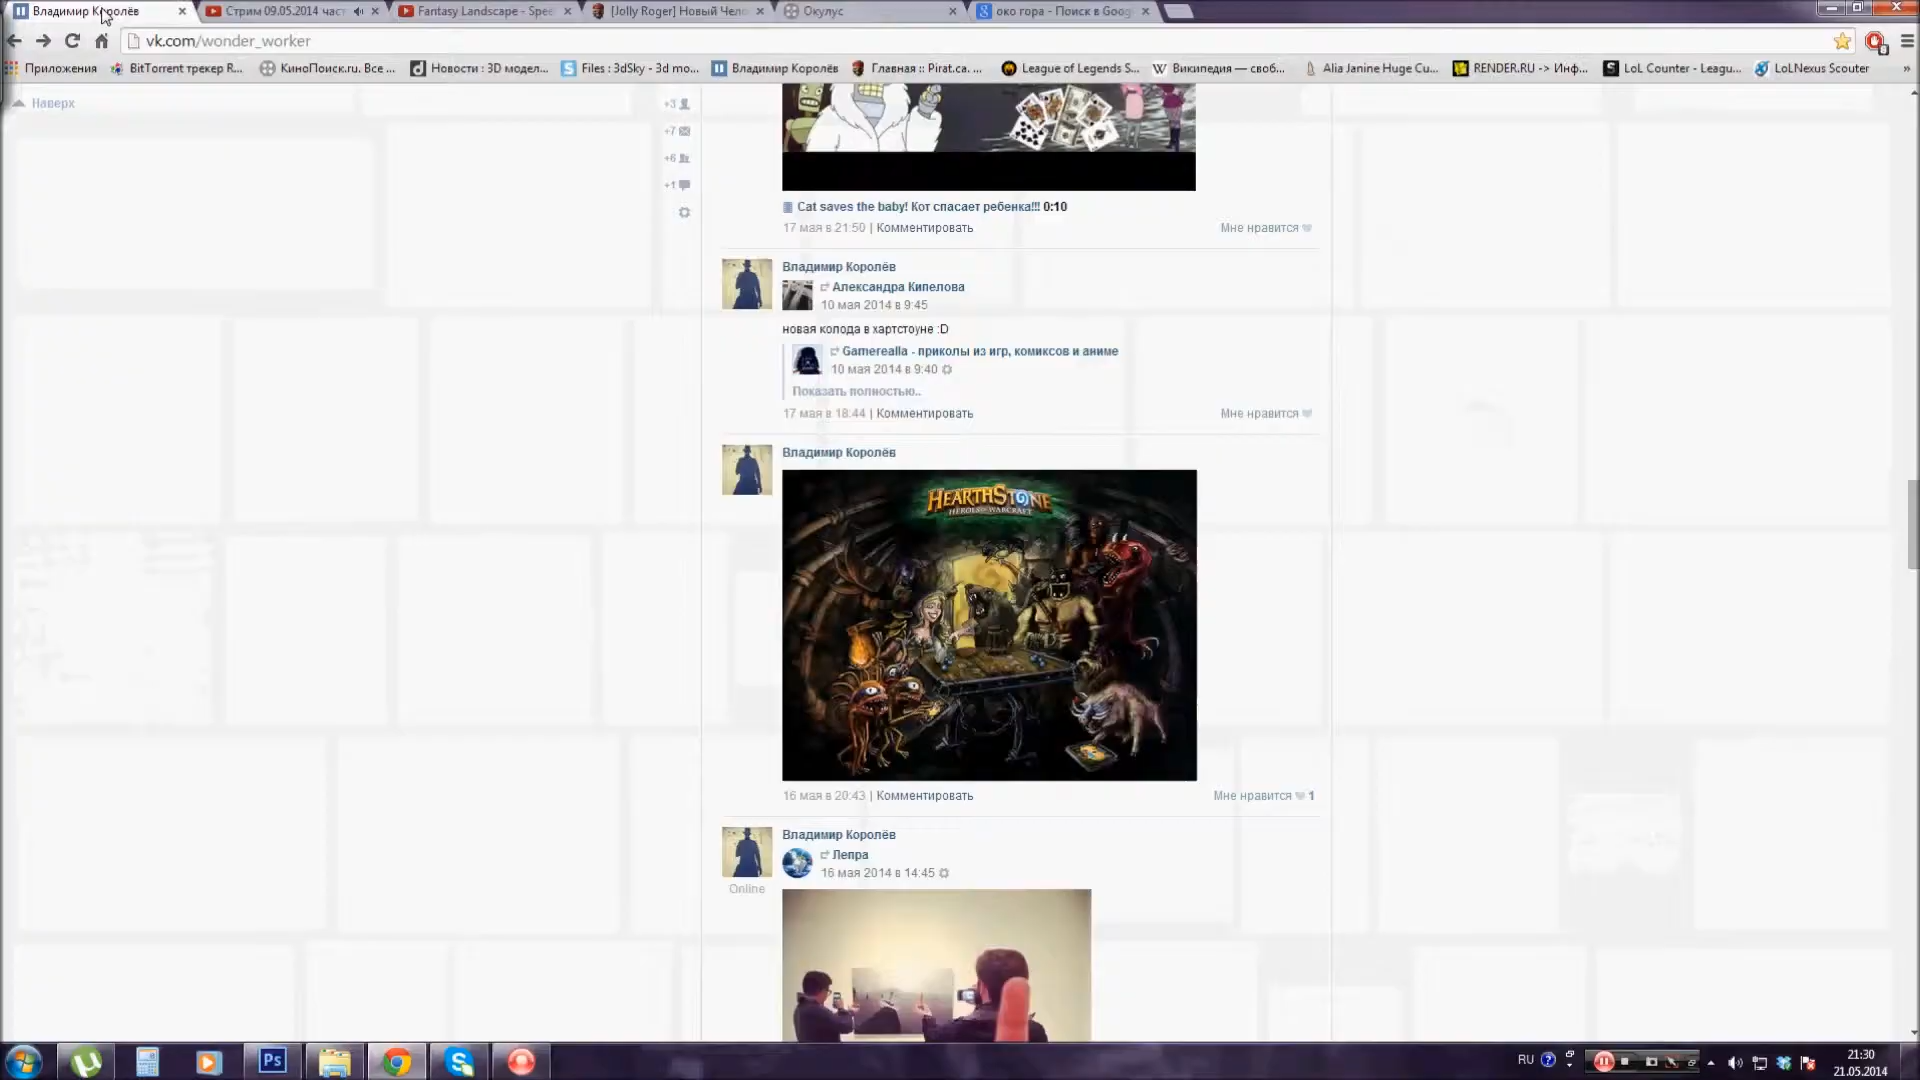 Владимир Королёв
Стрим 09.05.2014 част
Fantasy Landscape - Spee
[Jolly Roger] Новый Чело
Окулус
око гора - Поиск в Goog
vk.com/wonder_worker
Приложения
BitTorrent трекер R...
КиноПоиск.ru. Все ...
Новости : 3D модел...
Files : 3dSky - 3d mo...
Владимир Королёв
Главная :: Pirat.ca. ...
League of Legends S...
Википедия — своб...
Alia Janine Huge Cu...
RENDER.RU -> Инф...
LoL Counter - Leagu...
LoLNexus Scouter
»
Наверх
+3
+7
+6
+1
Cat saves the baby! Кот спасает ребенка!!! 0:10
17 мая в 21:50 | Комментировать
Мне нравится
Владимир Королёв
Александра Кипелова
10 мая 2014 в 9:45
новая колода в хартстоуне :D
Gamerealla - приколы из игр, комиксов и аниме
10 мая 2014 в 9:40
Показать полностью..
17 мая в 18:44 | Комментировать
Мне нравится
Владимир Королёв
HEARTHSTONE
HEROES OF WARCRAFT
16 мая в 20:43 | Комментировать
Мне нравится 1
Владимир Королёв
Лепра
16 мая 2014 в 14:45
Online
Ps
RU
21:30
21.05.2014